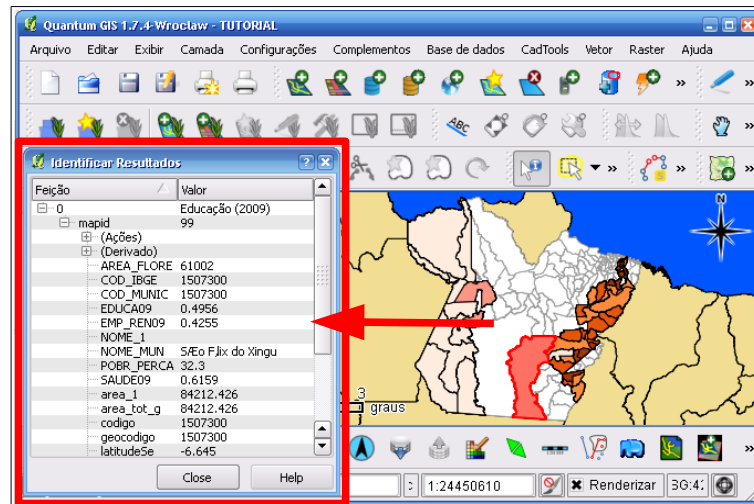 Quantum GIS 1.7.4-Wroclaw - TUTORIAL
Arquivo Editar Exibir Camada Configurações Complementos Base de dados CadTools Vetor Raster Ajuda
» 
ABC »
» »
Identificar Resultados
Feição Valor
0 Educação (2009)
mapid 99
(Ações)
(Derivado)
AREA_FLORE 61002
COD_IBGE 1507300
COD_MUNIC 1507300
EDUCA09 0.4956
EMP_REN09 0.4255
NOME_1
NOME_MUN SÆo FÌlix do Xingu
POBR_PERCA 32.3
SAUDE09 0.6159
area_1 84212.426
area_tot_g 84212.426
codigo 1507300
geocodigo 1507300
latitudeSe -6.645
Close Help
N
3
graus
»
1:24450610 Renderizar